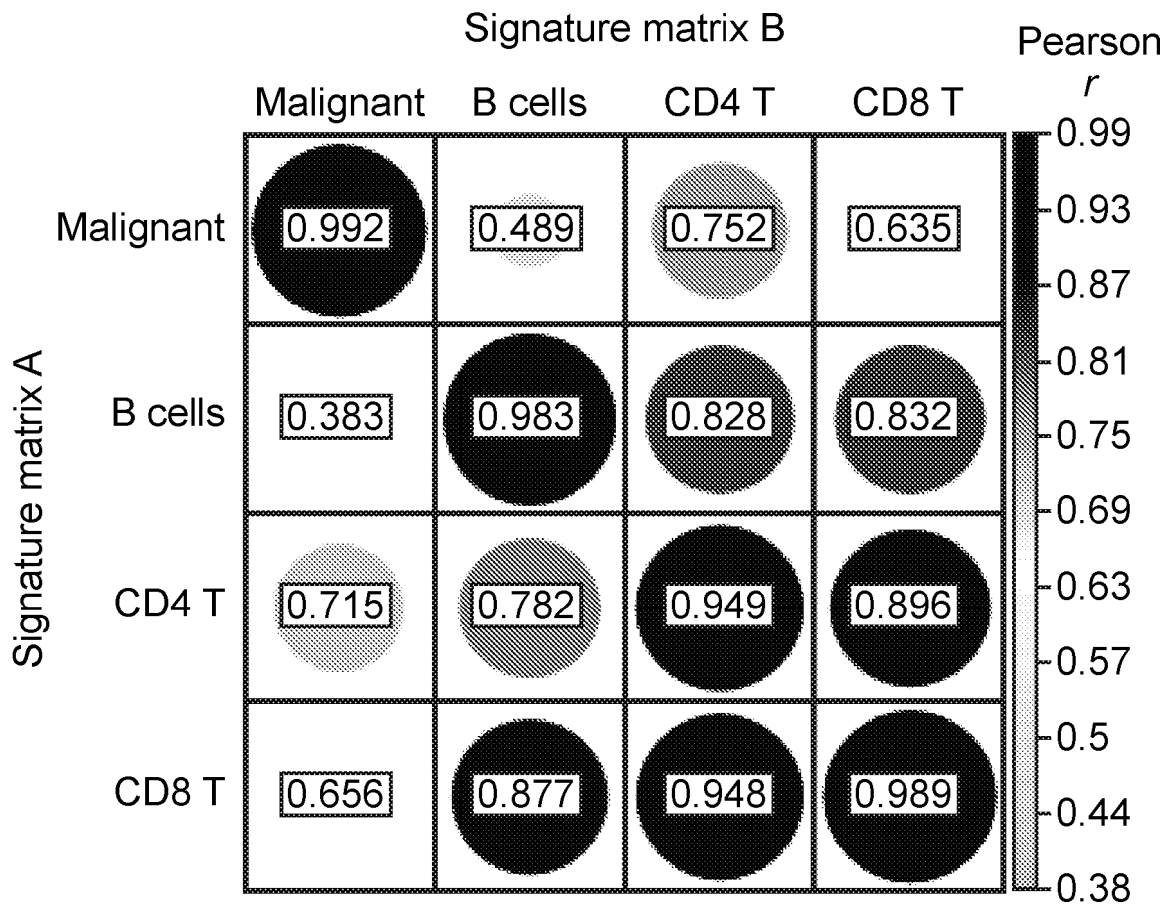 Signature matrix B
Pearson
r
Malignant B cells CD4 T CD8 T
Signature matrix A
Malignant 0.992 0.489 0.752 0.635
B cells 0.383 0.983 0.828 0.832
CD4 T 0.715 0.782 0.949 0.896
CD8 T 0.656 0.877 0.948 0.989
0.99
0.93
0.87
0.81
0.75
0.69
0.63
0.57
0.5
0.44
0.38